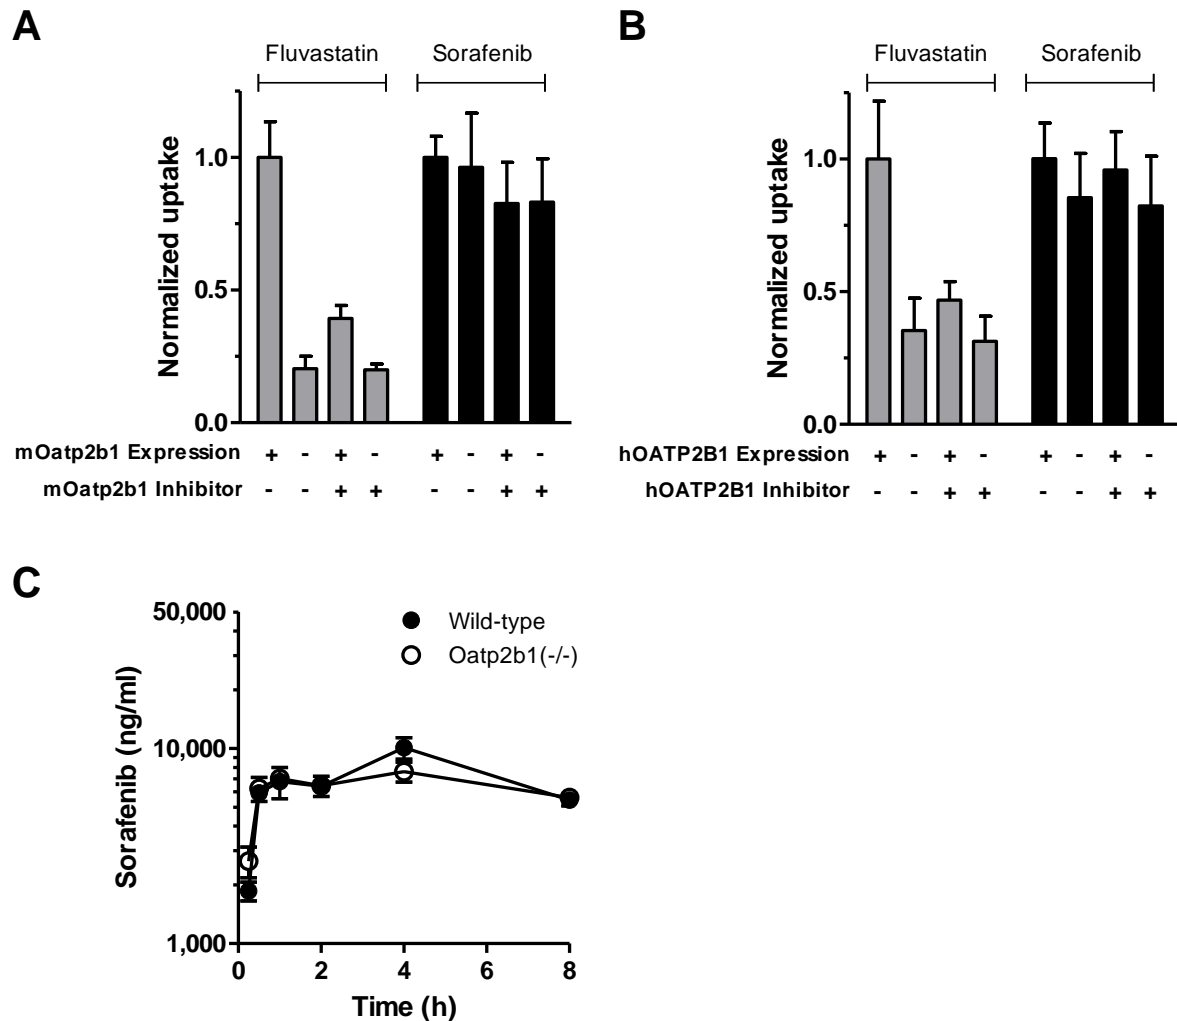 A
Fluvastatin Sorafenib
Normalized uptake
1.0
0.5
0.0
mOatp2b1 Expression + - + - + - + -
mOatp2b1 Inhibitor - - + + - - + +
B
Fluvastatin Sorafenib
Normalized uptake
1.0
0.5
0.0
hOATP2B1 Expression + - + - + - + -
hOATP2B1 Inhibitor - - + + - - + +
C
Sorafenib (ng/ml)
50,000
10,000
1,000
Wild-type
Oatp2b1(-/-)
0 2 4 6 8
Time (h)